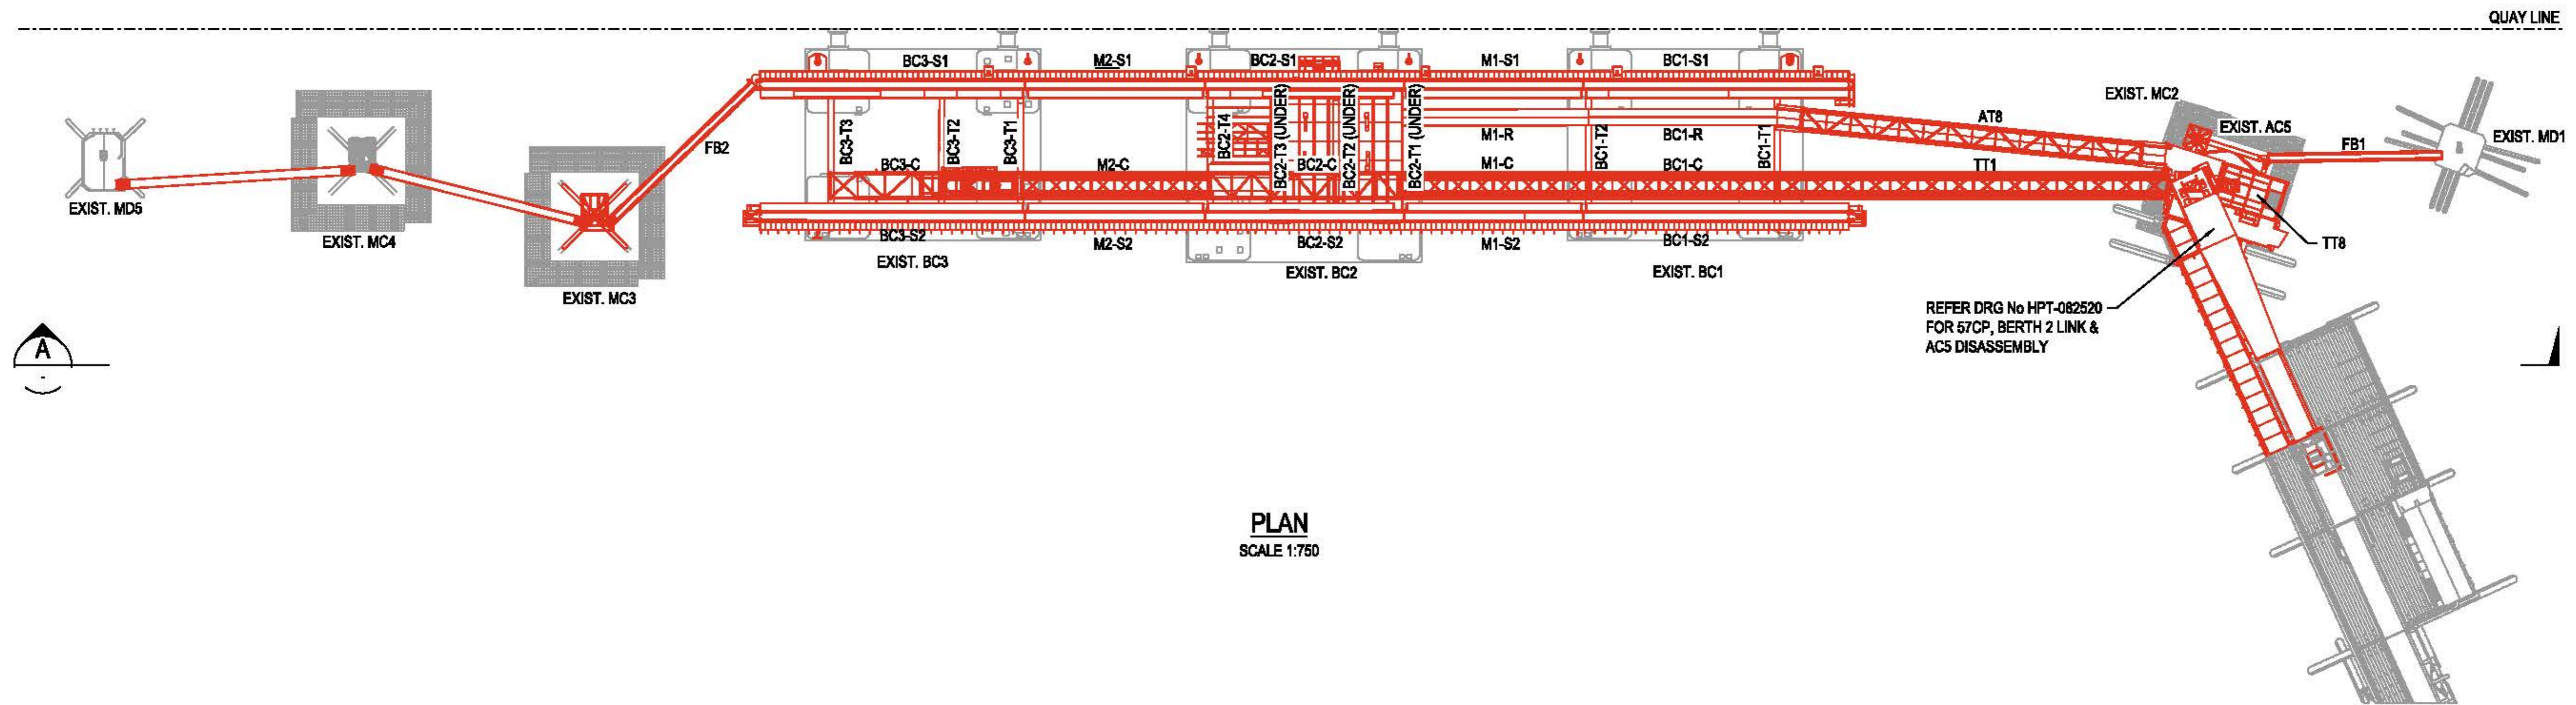 QUAY LINE
BC3-S1
M2-S1
BC2-S1
M1-S1
BC1-S1
EXIST. MC2
EXIST. AC5
EXIST. MD1
AT8
FB1
FB2
BC3-T3
BC3-T2
BC3-T1
BC2-T4
BC2-T3 (UNDER)
BC2-T2 (UNDER)
BC2-T1 (UNDER)
BC1-T2
BC1-T1
M1-R
BC1-R
BC3-C
M2-C
BC2-C
M1-C
BC1-C
TT1
EXIST. MD5
EXIST. MC4
EXIST. MC3
BC3-S2
M2-S2
BC2-S2
M1-S2
BC1-S2
TT8
EXIST. BC3
EXIST. BC2
EXIST. BC1
REFER DRG No HPT-082520
FOR 57CP, BERTH 2 LINK &
AC5 DISASSEMBLY
A
-
PLAN
SCALE 1:750